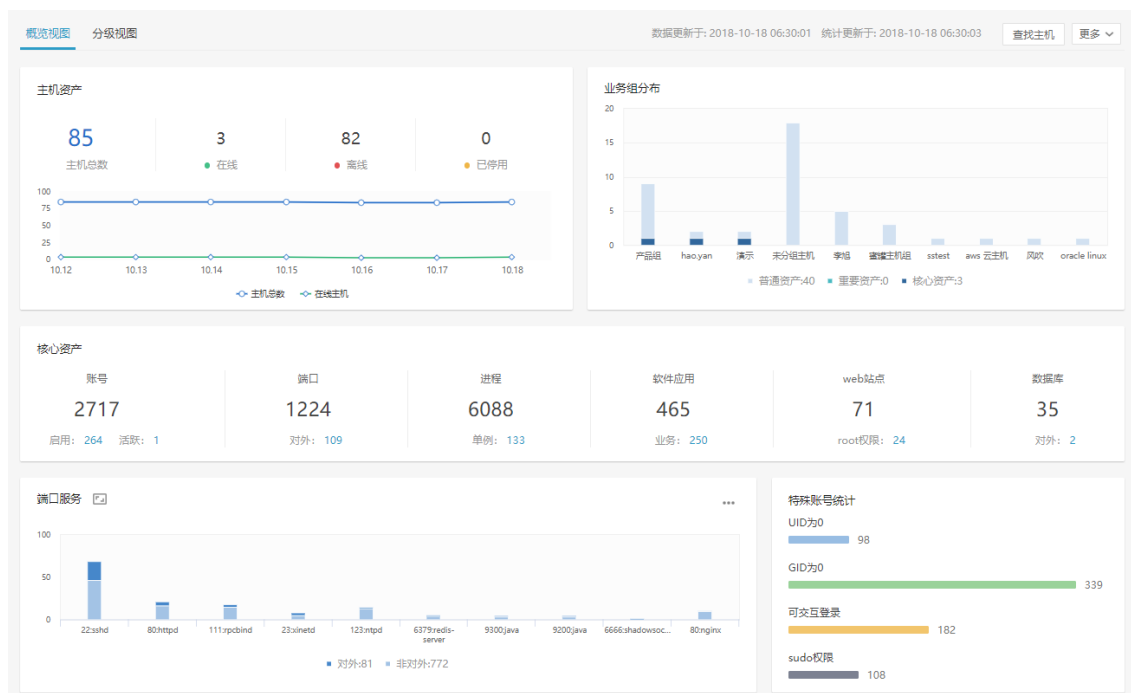 概览视图 分级视图 数据更新于: 2018-10-18 06:30:01 统计更新于: 2018-10-18 06:30:03 查找主机 更多
主机资产
85 3 82 0
主机总数 在线 离线 已停用
100
75
50
25
0
10.12 10.13 10.14 10.15 10.16 10.17 10.18
主机总数 在线主机
业务组分布
20
15
10
5
0
产品组 hao.yan 演示 未分组主机 李旭 蜜罐主机组 sstest aws 云主机 风吹 oracle linux
普通资产:40 重要资产:0 核心资产:3
核心资产
账号 端口 进程 软件应用 web站点 数据库
2717 1224 6088 465 71 35
启用: 264 活跃: 1 对外: 109 单例: 133 业务: 250 root权限: 24 对外: 2
端口服务
100
50
0
22:sshd 80:httpd 111:rpcbind 23:xinetd 123:ntpd 6379:redis-server 9300:java 9200:java 6666:shadowsoc... 80:nginx
对外:81 非对外:772
特殊账号统计
UID为0
98
GID为0
339
可交互登录
182
sudo权限
108